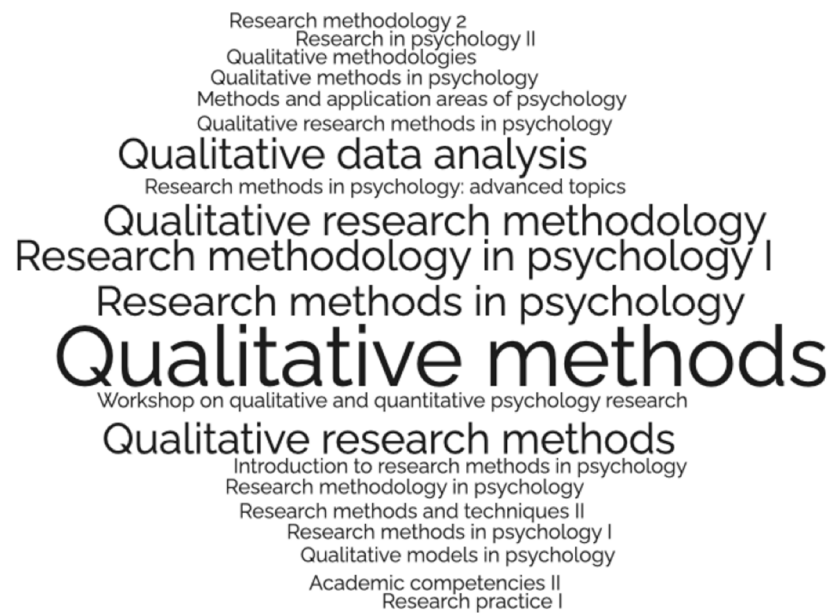 Research methodology 2
Research in psychology II
Qualitative methodologies
Qualitative methods in psychology
Methods and application areas of psychology
Qualitative research methods in psychology
Qualitative data analysis
Research methods in psychology: advanced topics
Qualitative research methodology
Research methodology in psychology I
Research methods in psychology
Qualitative methods
Workshop on qualitative and quantitative psychology research
Qualitative research methods
Introduction to research methods in psychology
Research methodology in psychology
Research methods and techniques II
Research methods in psychology I
Qualitative models in psychology
Academic competencies II
Research practice I